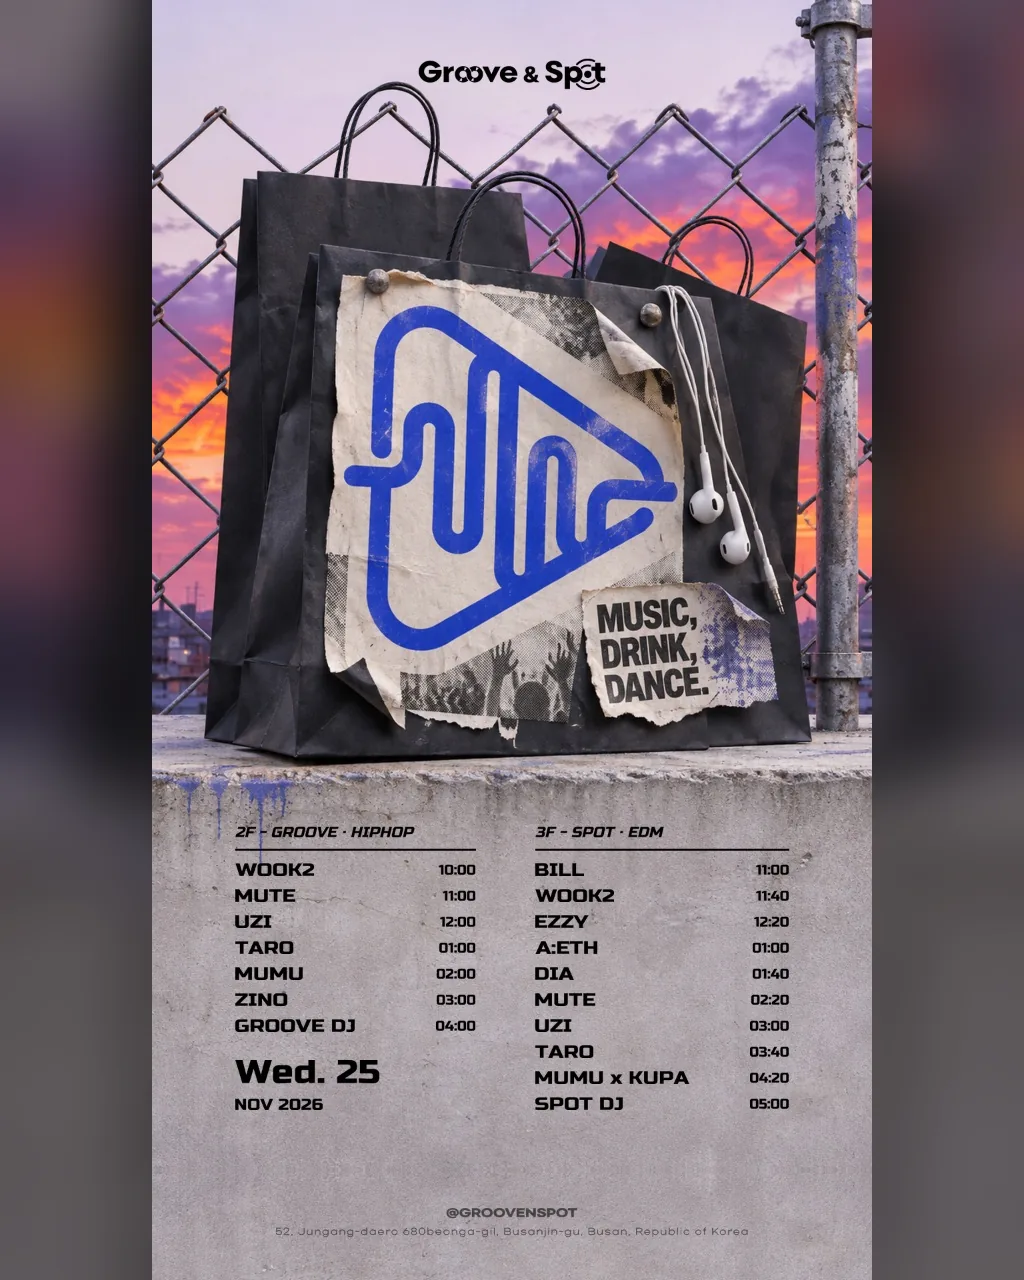 Groove & Spot
MUSIC,
DRINK,
DANCE.
2F - GROOVE · HIPHOP
WOOK2 10:00
MUTE 11:00
UZI 12:00
TARO 01:00
MUMU 02:00
ZINO 03:00
GROOVE DJ 04:00
Wed. 25
NOV 2026
3F - SPOT · EDM
BILL 11:00
WOOK2 11:40
EZZY 12:20
A:ETH 01:00
DIA 01:40
MUTE 02:20
UZI 03:00
TARO 03:40
MUMU x KUPA 04:20
SPOT DJ 05:00
@GROOVENSPOT
52, Jungang-daero 680beonga-gil, Busanjin-gu, Busan, Republic of Korea